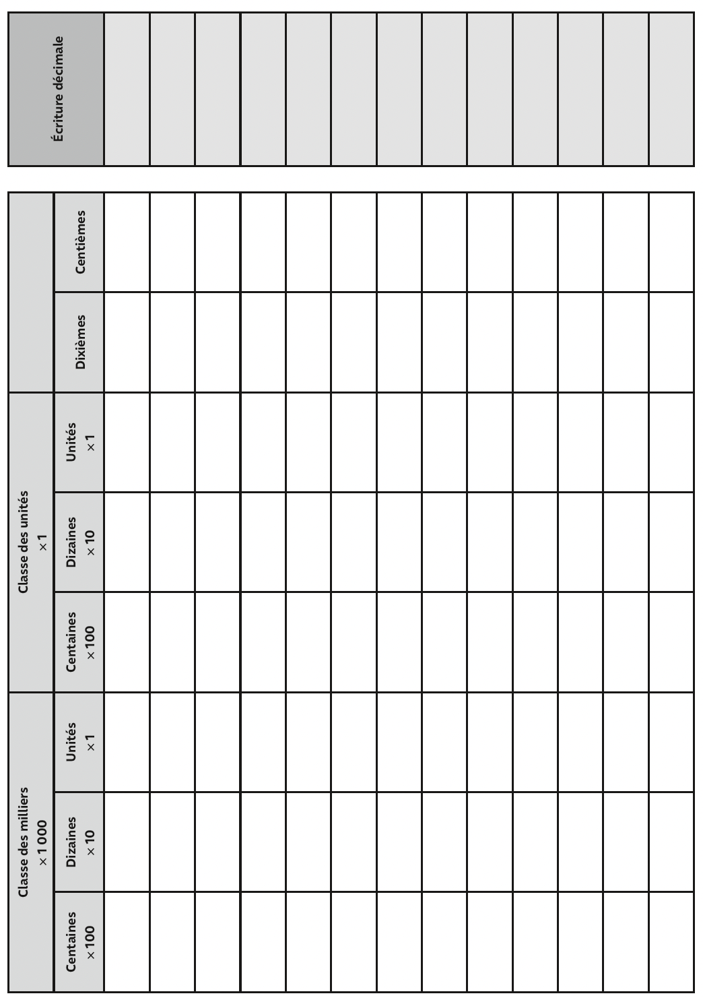 Classe des milliers
× 1 000
Classe des unités
× 1
Écriture décimale
Centaines
× 100
Dizaines
× 10
Unités
× 1
Centaines
× 100
Dizaines
× 10
Unités
× 1
Dixièmes
Centièmes